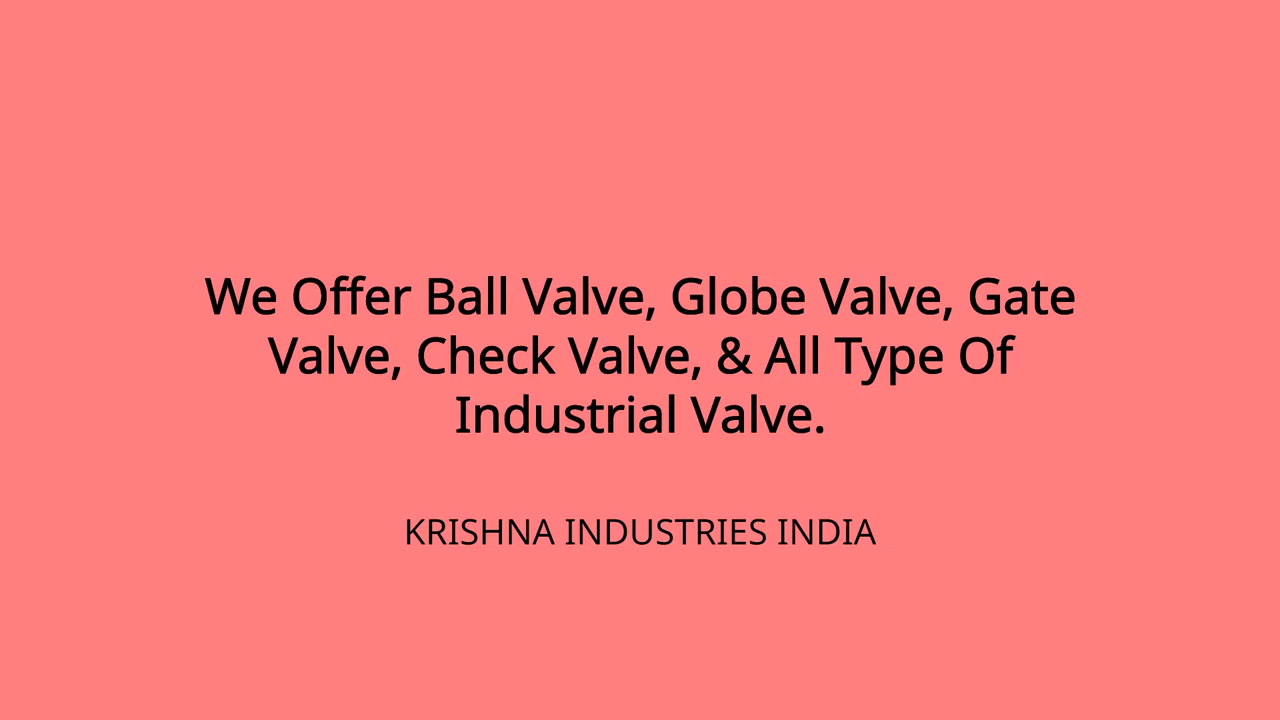 We Offer Ball Valve, Globe Valve, Gate
Valve, Check Valve, & All Type Of
Industrial Valve.
KRISHNA INDUSTRIES INDIA